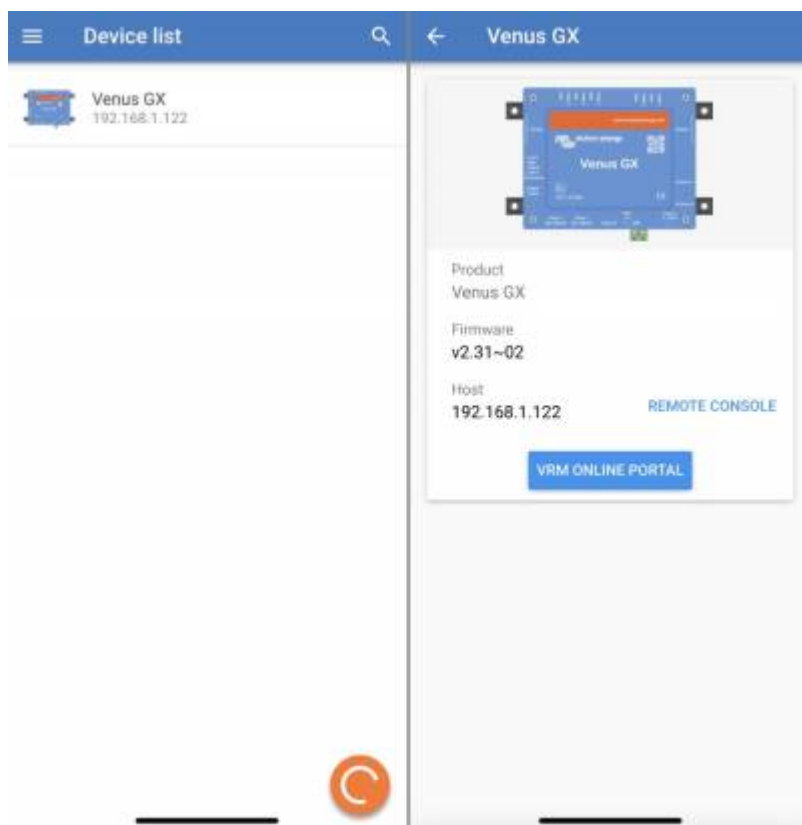 Device list
Venus GX
192.168.1.122
Venus GX
Venus GX
Product
Venus GX
Firmware
v2.31~02
Host
192.168.1.122
REMOTE CONSOLE
VRM ONLINE PORTAL